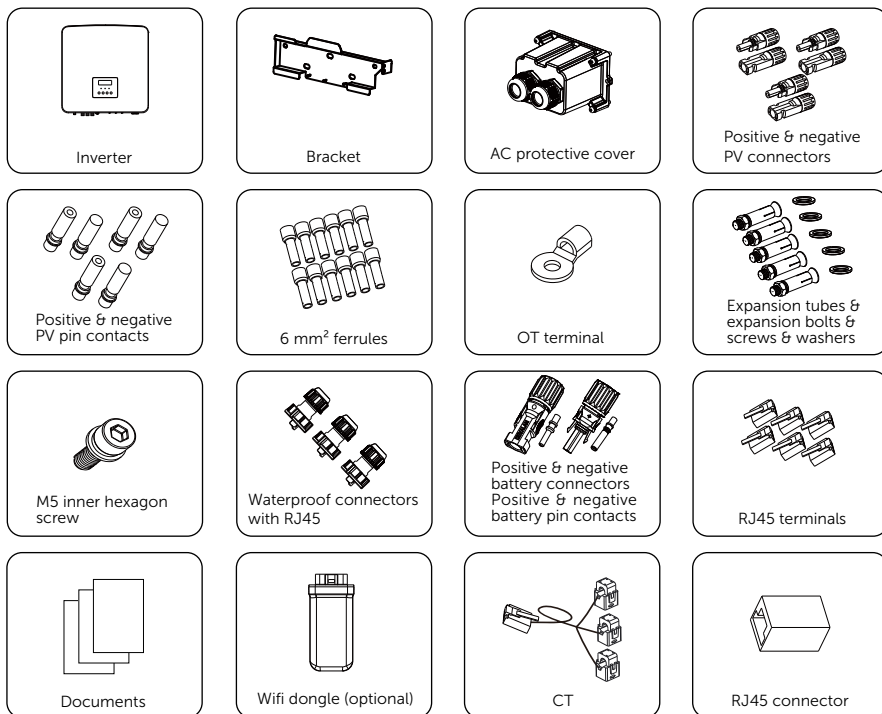 Inverter
Bracket
AC protective cover
Positive & negative
PV connectors
Positive & negative
PV pin contacts
6 mm² ferrules
OT terminal
Expansion tubes &
expansion bolts &
screws & washers
M5 inner hexagon
screw
Waterproof connectors
with RJ45
Positive & negative
battery connectors
Positive & negative
battery pin contacts
RJ45 terminals
Documents
Wifi dongle (optional)
CT
RJ45 connector